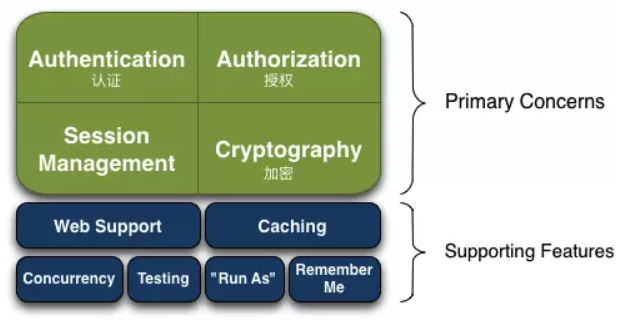 Authentication
认证
Authorization
授权
Session
Management
Cryptography
加密
Primary Concerns
Web Support
Caching
Concurrency
Testing
"Run As"
Remember
Me
Supporting Features